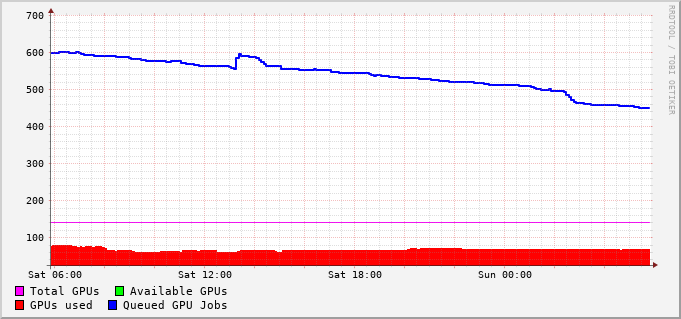 700
600
500
400
300
200
100
Sat 06:00 Sat 12:00 Sat 18:00 Sun 00:00
Total GPUs Available GPUs
GPUs used Queued GPU Jobs
RRDTOOL / TOBI OETIKER